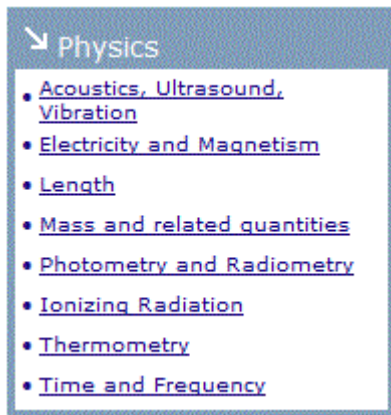 Physics
Acoustics, Ultrasound,
Vibration
Electricity and Magnetism
Length
Mass and related quantities
Photometry and Radiometry
Ionizing Radiation
Thermometry
Time and Frequency